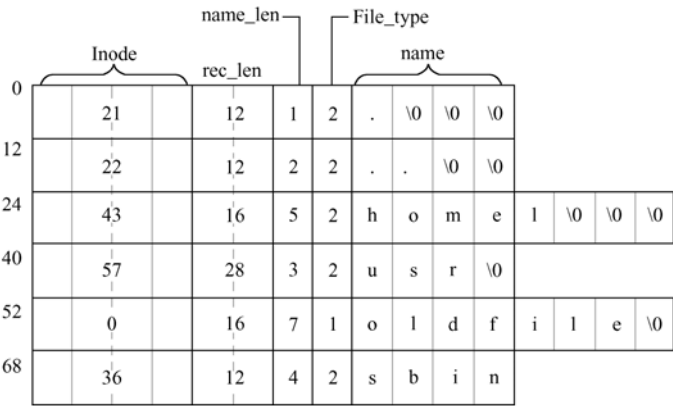 name_len File_type
Inode rec_len name
0 21 12 1 2 . \0 \0 \0
12 22 12 2 2 . . \0 \0
24 43 16 5 2 h o m e l \0 \0 \0
40 57 28 3 2 u s r \0
52 0 16 7 1 o l d f i l e \0
68 36 12 4 2 s b i n